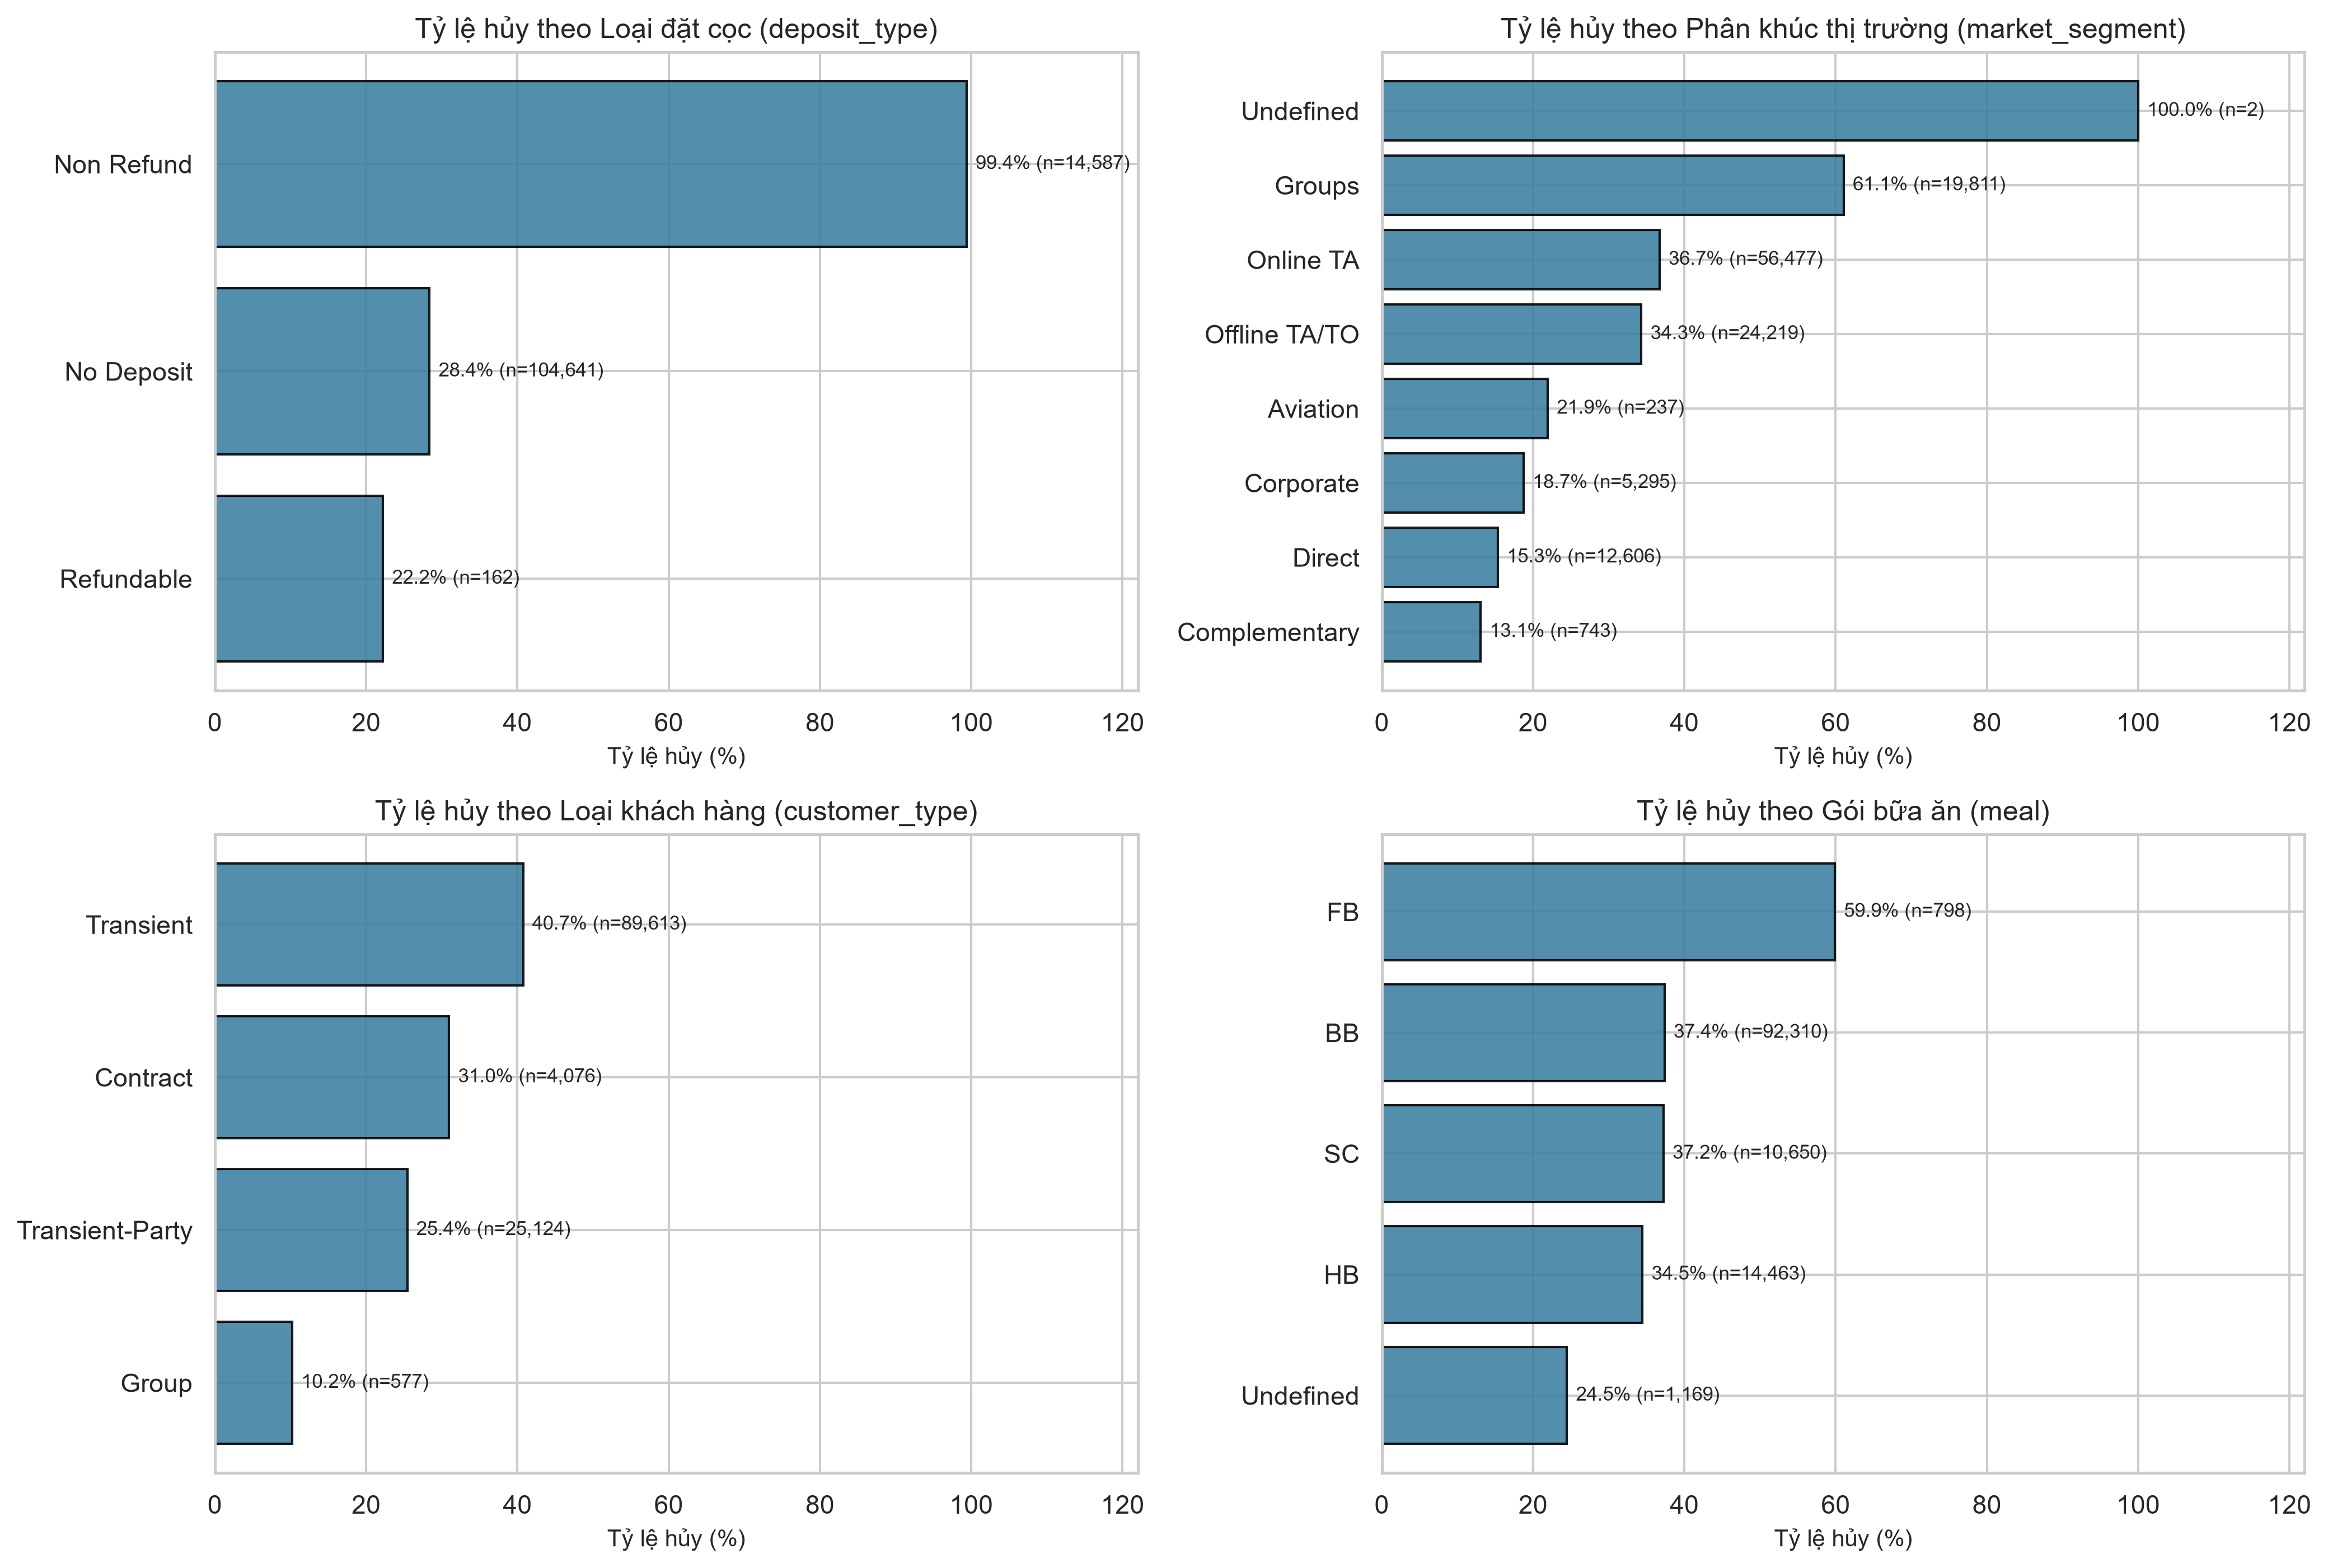 Tỷ lệ hủy theo Loại đặt cọc (deposit_type)
Non Refund
99.4% (n=14,587)
No Deposit
28.4% (n=104,641)
Refundable
22.2% (n=162)
0 20 40 60 80 100 120
Tỷ lệ hủy (%)
Tỷ lệ hủy theo Phân khúc thị trường (market_segment)
Undefined
100.0% (n=2)
Groups
61.1% (n=19,811)
Online TA
36.7% (n=56,477)
Offline TA/TO
34.3% (n=24,219)
Aviation
21.9% (n=237)
Corporate
18.7% (n=5,295)
Direct
15.3% (n=12,606)
Complementary
13.1% (n=743)
0 20 40 60 80 100 120
Tỷ lệ hủy (%)
Tỷ lệ hủy theo Loại khách hàng (customer_type)
Transient
40.7% (n=89,613)
Contract
31.0% (n=4,076)
Transient-Party
25.4% (n=25,124)
Group
10.2% (n=577)
0 20 40 60 80 100 120
Tỷ lệ hủy (%)
Tỷ lệ hủy theo Gói bữa ăn (meal)
FB
59.9% (n=798)
BB
37.4% (n=92,310)
SC
37.2% (n=10,650)
HB
34.5% (n=14,463)
Undefined
24.5% (n=1,169)
0 20 40 60 80 100 120
Tỷ lệ hủy (%)